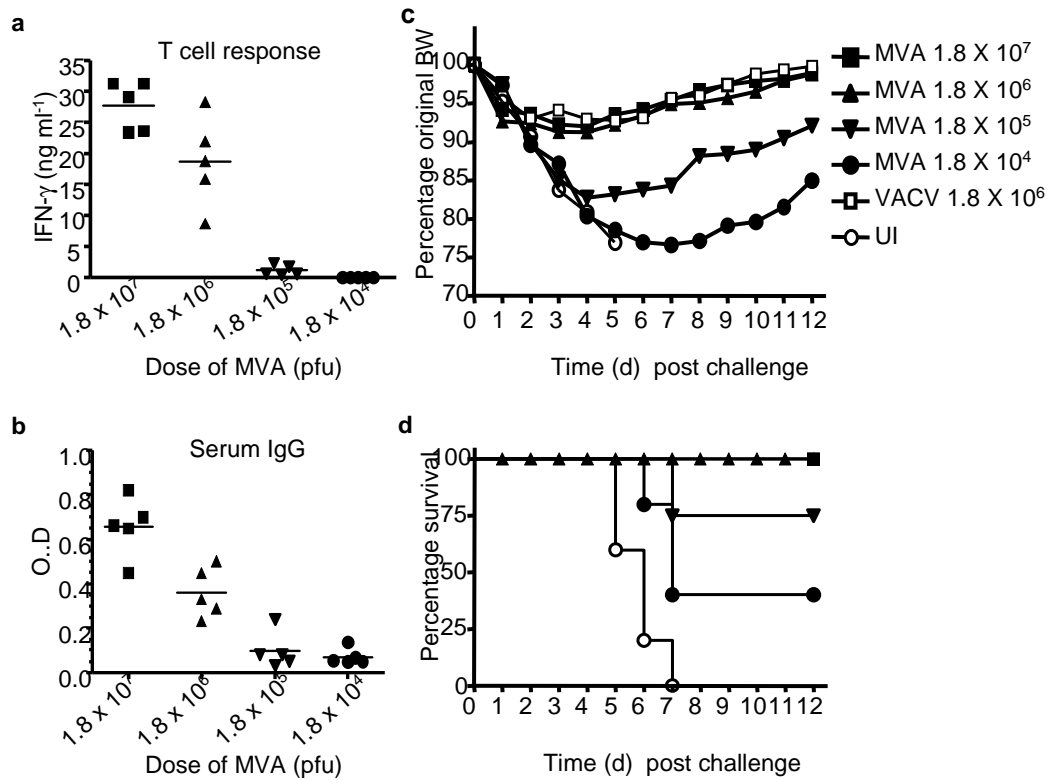 a
T cell response
IFN-γ (ng ml⁻¹)
35
30
25
20
15
10
5
0
1.8 x 10⁷
1.8 x 10⁶
1.8 x 10⁵
1.8 x 10⁴
Dose of MVA (pfu)
b
Serum IgG
O..D
1.0
0.8
0.6
0.4
0.2
0.0
1.8 x 10⁷
1.8 x 10⁶
1.8 x 10⁵
1.8 x 10⁴
Dose of MVA (pfu)
c
Percentage original BW
100
95
90
85
80
75
70
0 1 2 3 4 5 6 7 8 9 10 11 12
Time (d) post challenge
MVA 1.8 X 10⁷
MVA 1.8 X 10⁶
MVA 1.8 X 10⁵
MVA 1.8 X 10⁴
VACV 1.8 X 10⁶
UI
d
Percentage survival
100
75
50
25
0
0 1 2 3 4 5 6 7 8 9 10 11 12
Time (d) post challenge